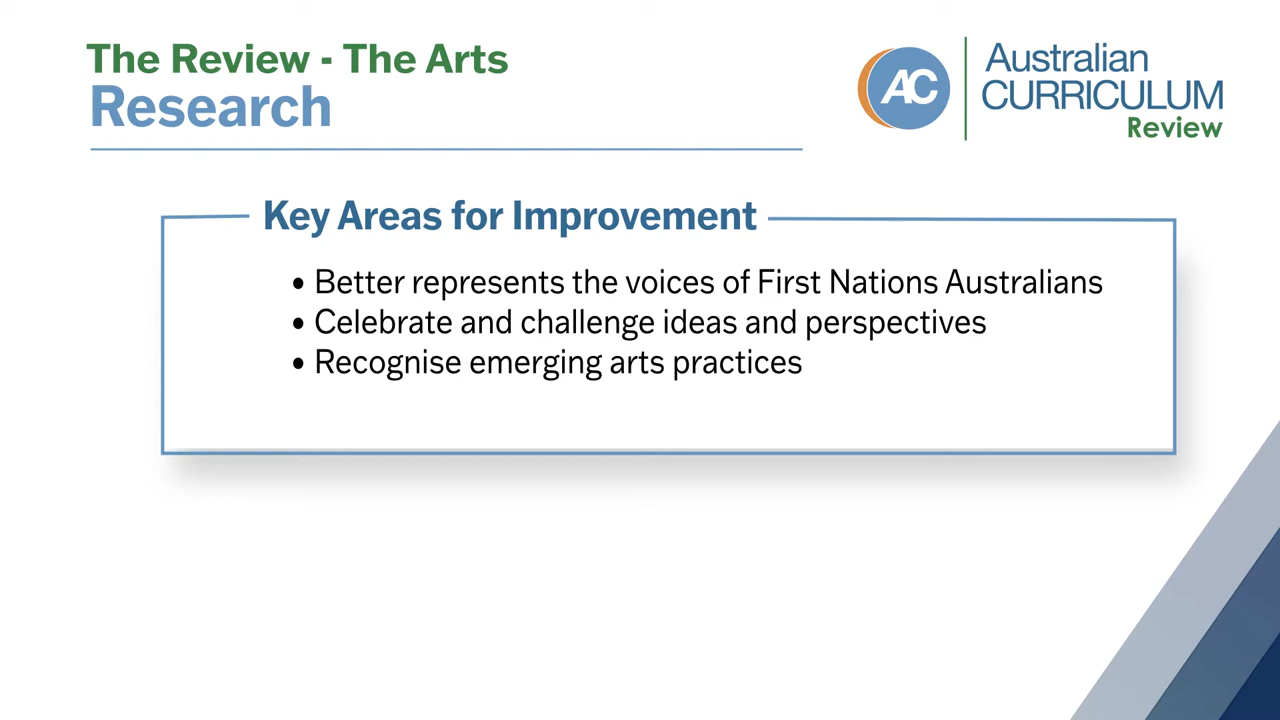 The Review - The Arts
Research
AC
Australian
CURRICULUM
Review
Key Areas for Improvement
• Better represents the voices of First Nations Australians
• Celebrate and challenge ideas and perspectives
• Recognise emerging arts practices